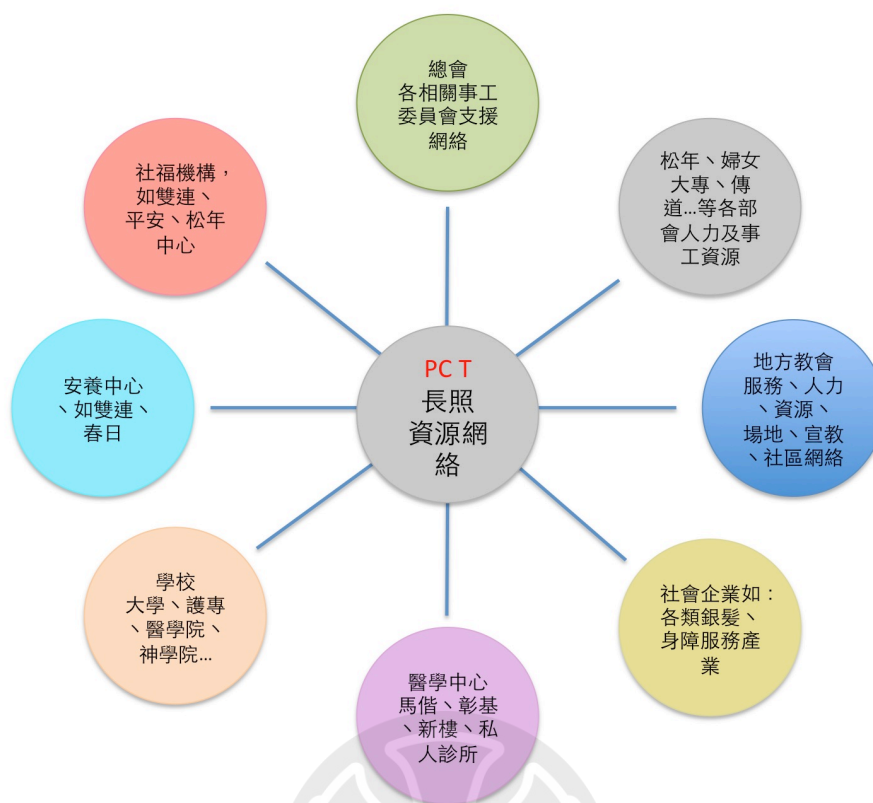 總會
各相關事工
委員會支援
網絡
松年、婦女
大專、傳
道...等各部
會人力及事
工資源
地方教會
服務、人力
、資源、
場地、宣教
、社區網絡
社會企業如：
各類銀髮、
身障服務產
業
醫學中心
馬偕、彰基
、新樓、私
人診所
學校
大學、護專
、醫學院、
神學院...
安養中心
、如雙連、
春日
社福機構，
如雙連、
平安、松年
中心
PC T
長照
資源網
絡